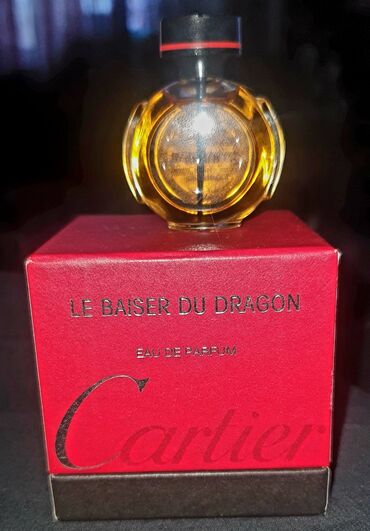 LE BAISER DU DRAGON
EAU DE PARFUM
Cartier